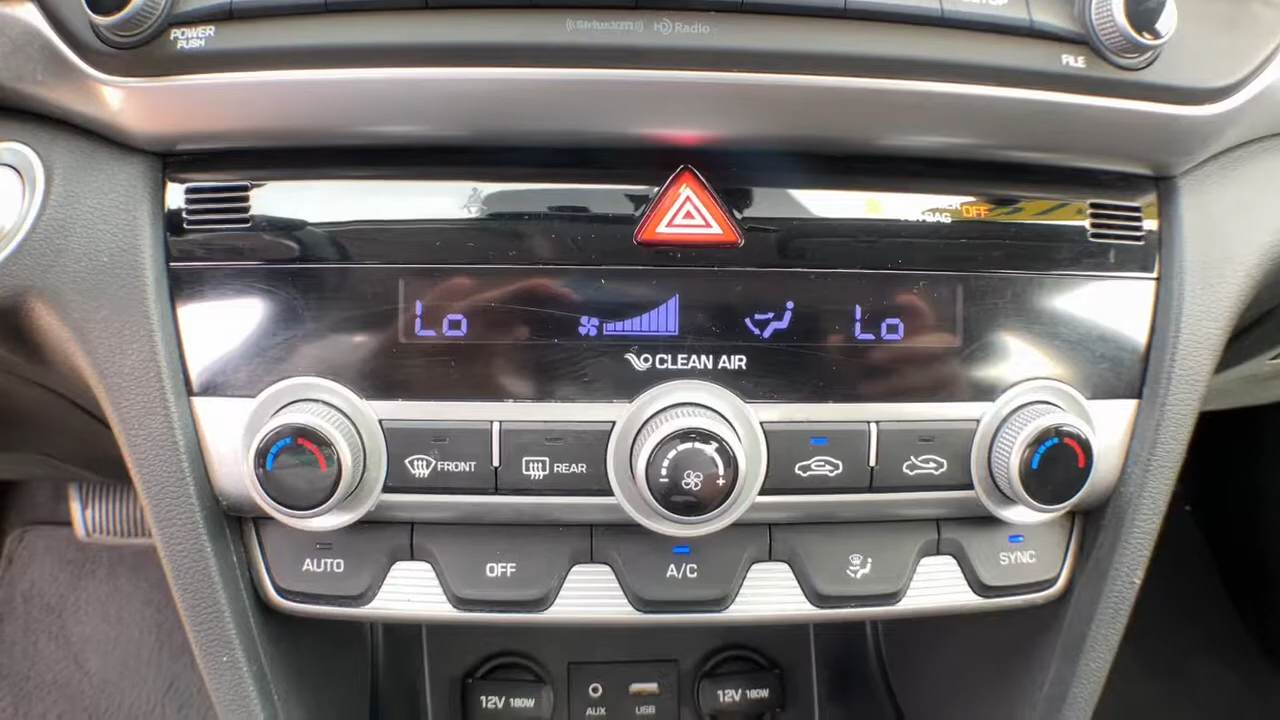 POWER
PUSH
((SiriusXM)) HD Radio
FILE
BAG OFF
Lo Lo
CLEAN AIR
FRONT REAR
- +
AUTO OFF A/C SYNC
12V 180W 12V 180W
AUX USB